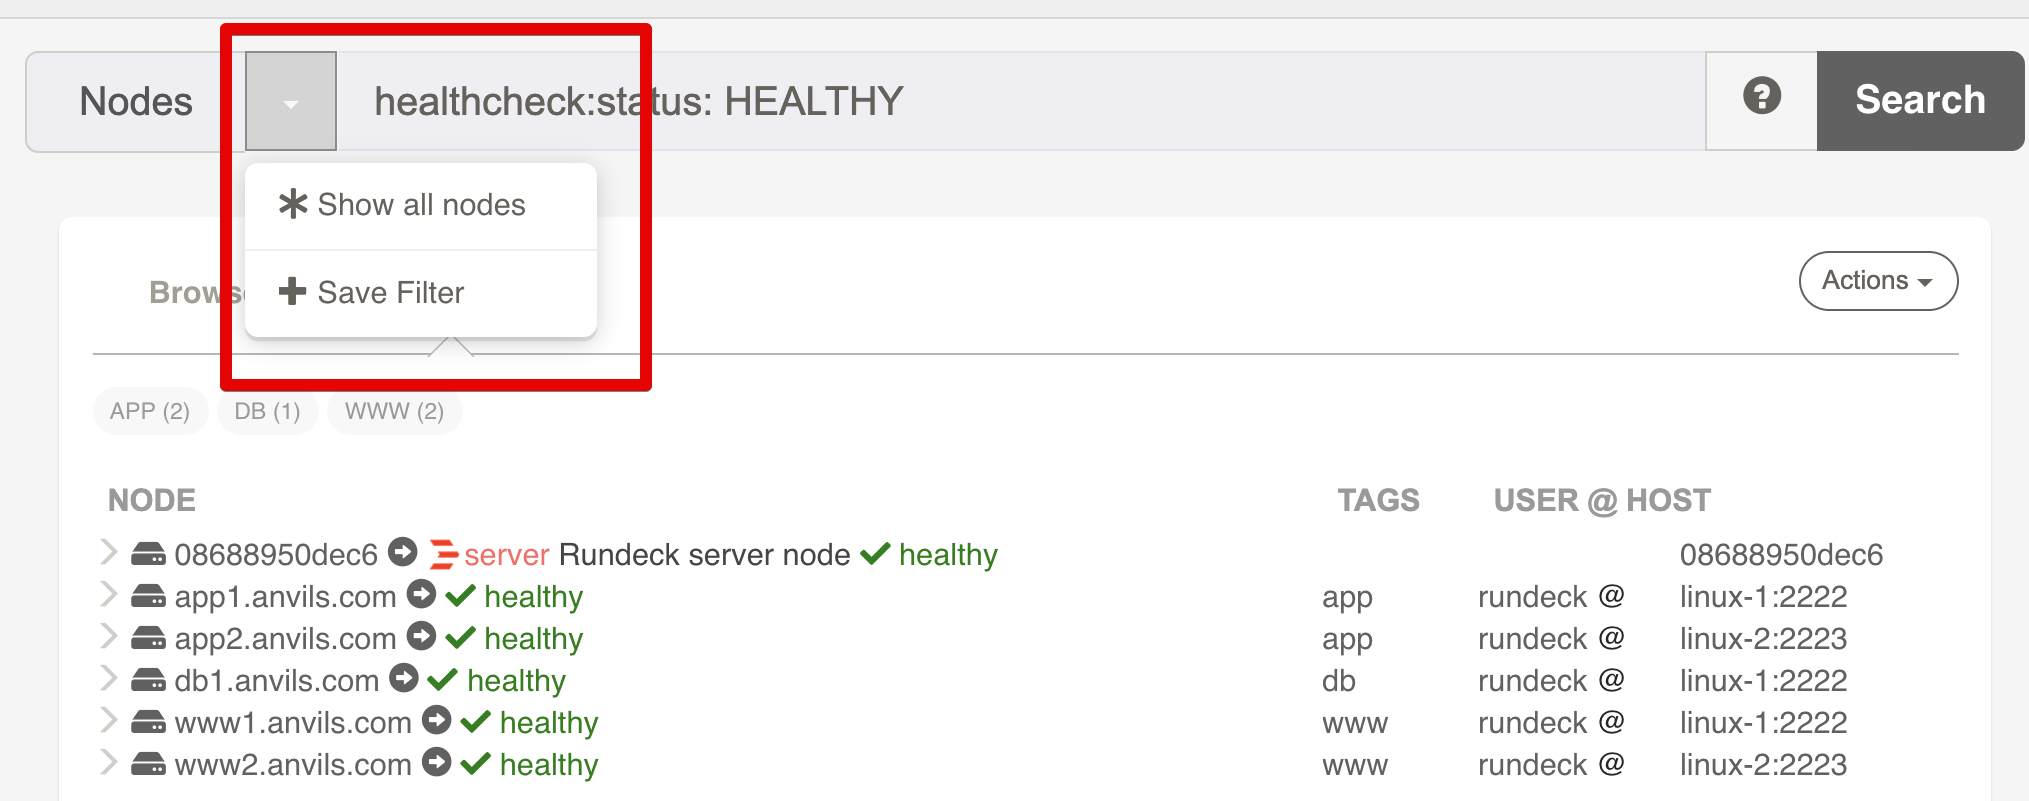 Nodes healthcheck:status: HEALTHY ? Search
Show all nodes
Save Filter
Actions
APP (2) DB (1) WWW (2)
NODE TAGS USER @ HOST
08688950dec6 server Rundeck server node healthy 08688950dec6
app1.anvils.com healthy app rundeck @ linux-1:2222
app2.anvils.com healthy app rundeck @ linux-2:2223
db1.anvils.com healthy db rundeck @ linux-1:2222
www1.anvils.com healthy www rundeck @ linux-1:2222
www2.anvils.com healthy www rundeck @ linux-2:2223